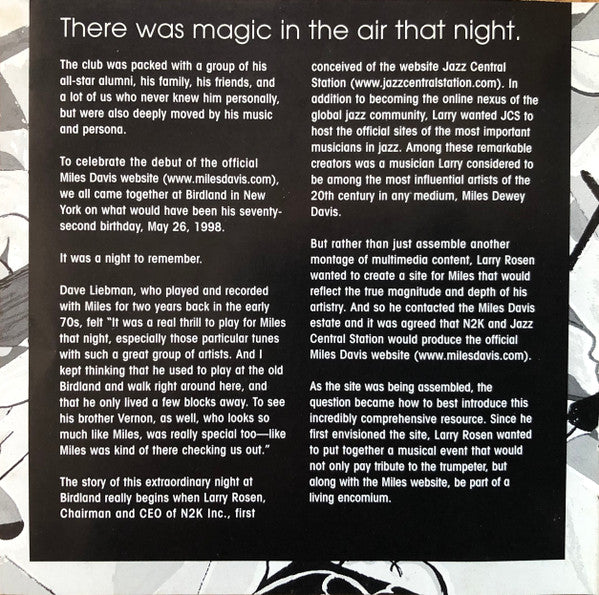 There was magic in the air that night.
The club was packed with a group of his
all-star alumni, his family, his friends, and
a lot of us who never knew him personally,
but were also deeply moved by his music
and persona.
To celebrate the debut of the official
Miles Davis website (www.milesdavis.com),
we all came together at Birdland in New
York on what would have been his seventy-
second birthday, May 26, 1998.
It was a night to remember.
Dave Liebman, who played and recorded
with Miles for two years back in the early
70s, felt “It was a real thrill to play for Miles
that night, especially those particular tunes
with such a great group of artists. And I
kept thinking that he used to play at the old
Birdland and walk right around here, and
that he only lived a few blocks away. To see
his brother Vernon, as well, who looks so
much like Miles, was really special too—like
Miles was kind of there checking us out.”
The story of this extraordinary night at
Birdland really begins when Larry Rosen,
Chairman and CEO of N2K Inc., first
conceived of the website Jazz Central
Station (www.jazzcentralstation.com). In
addition to becoming the online nexus of the
global jazz community, Larry wanted JCS to
host the official sites of the most important
musicians in jazz. Among these remarkable
creators was a musician Larry considered to
be among the most influential artists of the
20th century in any medium, Miles Dewey
Davis.
But rather than just assemble another
montage of multimedia content, Larry Rosen
wanted to create a site for Miles that would
reflect the true magnitude and depth of his
artistry. And so he contacted the Miles Davis
estate and it was agreed that N2K and Jazz
Central Station would produce the official
Miles Davis website (www.milesdavis.com).
As the site was being assembled, the
question became how to best introduce this
incredibly comprehensive resource. Since he
first envisioned the site, Larry Rosen wanted
to put together a musical event that would
not only pay tribute to the trumpeter, but
along with the Miles website, be part of a
living encomium.